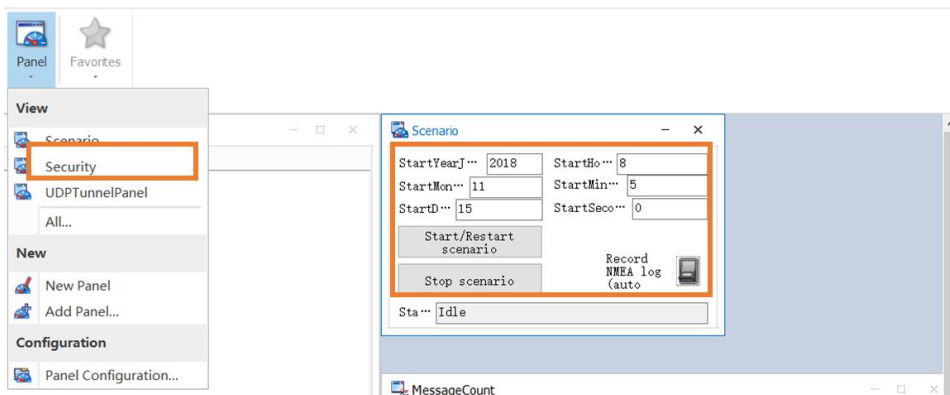 Panel
Favorites
View
Scenario
Security
UDPTunnelPanel
All...
New
New Panel
Add Panel...
Configuration
Panel Configuration...
Scenario
StartYearJ… 2018 StartHo… 8
StartMon… 11 StartMin… 5
StartD… 15 StartSeco… 0
Start/Restart
scenario
Record
NMEA log
(auto
Stop scenario
Sta… Idle
MessageCount